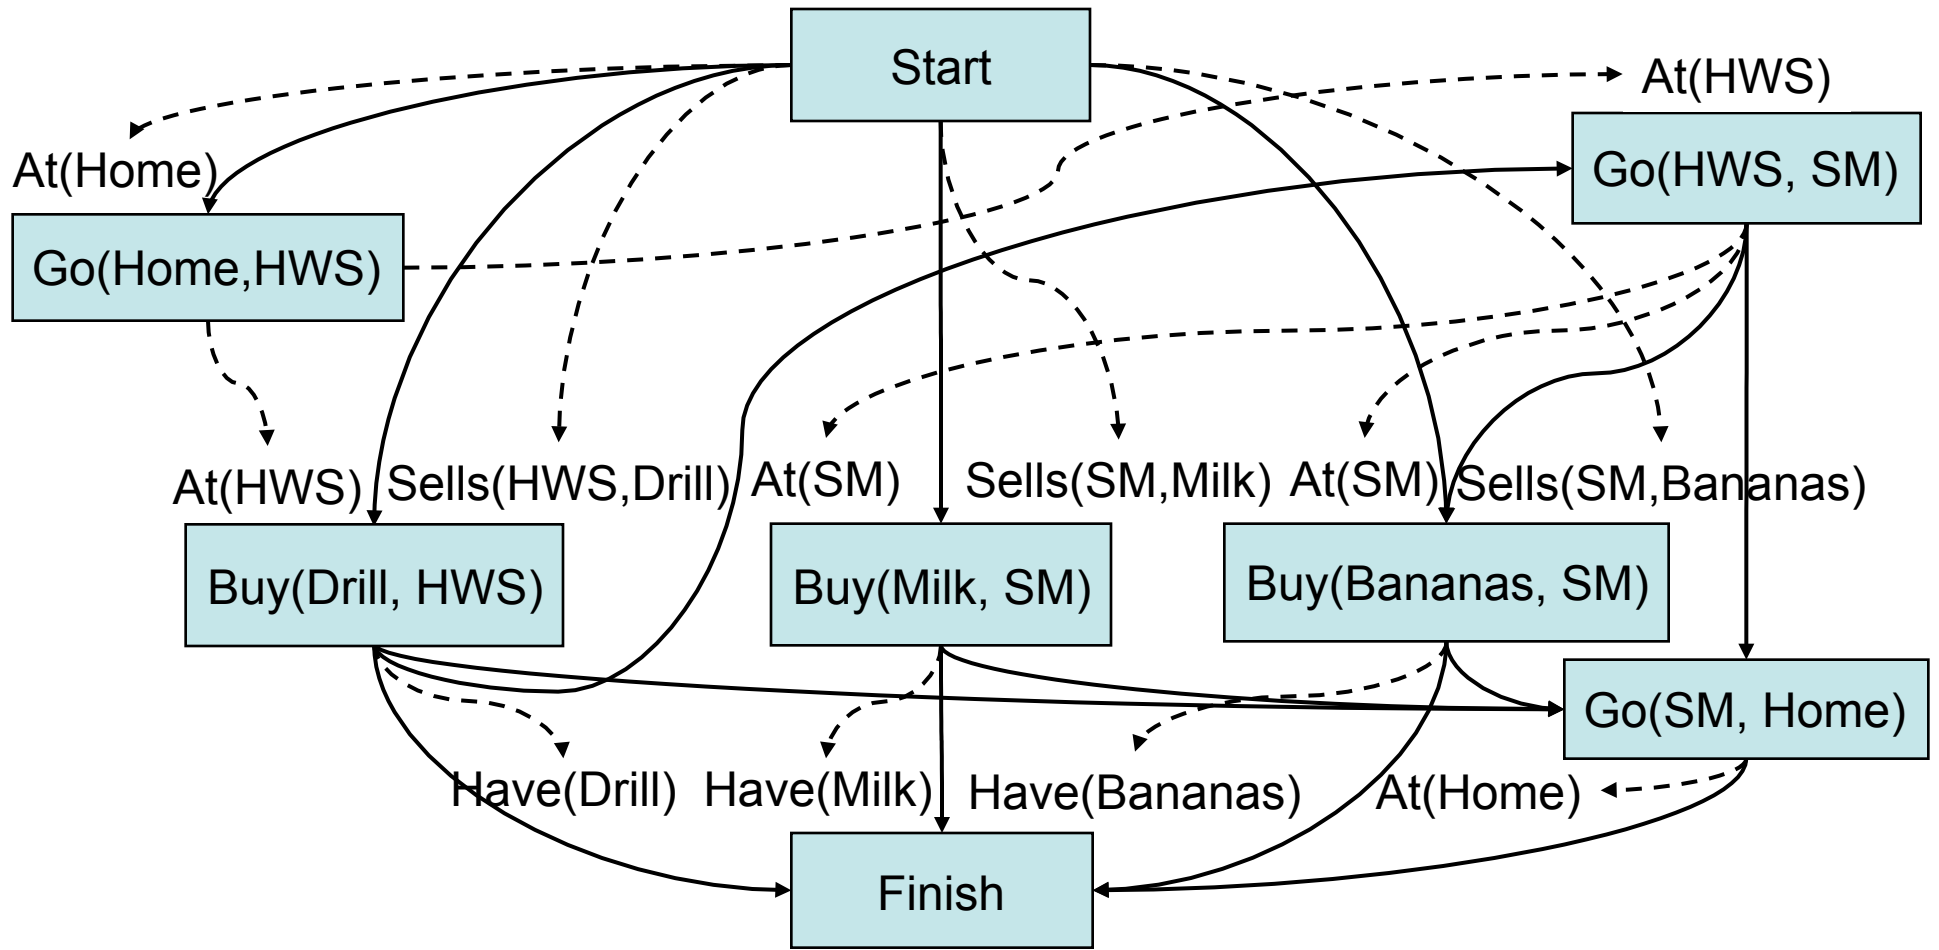 Start
At(HWS)
At(Home)
Go(HWS, SM)
Go(Home,HWS)
At(HWS)
Sells(HWS,Drill)
At(SM)
Sells(SM,Milk)
At(SM)
Sells(SM,Bananas)
Buy(Drill, HWS)
Buy(Milk, SM)
Buy(Bananas, SM)
Go(SM, Home)
Have(Drill)
Have(Milk)
Have(Bananas)
At(Home)
Finish